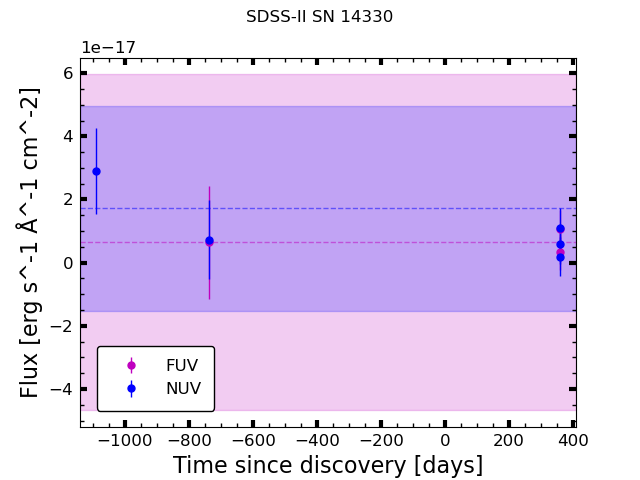 SDSS-II SN 14330
1e−17
6
4
2
0
−2
−4
Flux [erg s^-1 Å^-1 cm^-2]
FUV
NUV
−1000 −800 −600 −400 −200 0 200 400
Time since discovery [days]